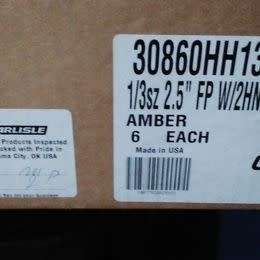 30860HH13
1/3sz 2.5" FP W/2HN
AMBER
6 EACH
Made in USA
CARLISLE
Products Inspected
cked with Pride in
ma City, OK USA